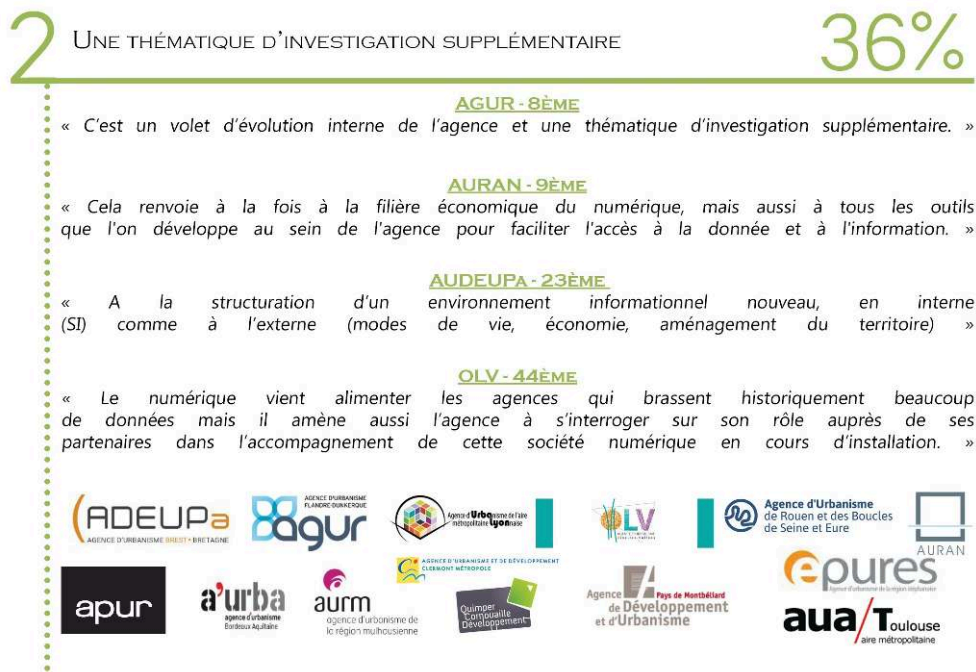 2 UNE THÉMATIQUE D'INVESTIGATION SUPPLÉMENTAIRE 36%
AGUR - 8ÈME
« C'est un volet d'évolution interne de l'agence et une thématique d'investigation supplémentaire. »
AURAN - 9ÈME
« Cela renvoie à la fois à la filière économique du numérique, mais aussi à tous les outils
que l'on développe au sein de l'agence pour faciliter l'accès à la donnée et à l'information. »
AUDEUPA - 23ÈME
« A la structuration d'un environnement informationnel nouveau, en interne
(SI) comme à l'externe (modes de vie, économie, aménagement du territoire) »
OLV - 44ÈME
« Le numérique vient alimenter les agences qui brassent historiquement beaucoup
de données mais il amène aussi l'agence à s'interroger sur son rôle auprès de ses
partenaires dans l'accompagnement de cette société numérique en cours d'installation. »
ADEUPa
AGENCE D'URBANISME BREST • BRETAGNE
AGENCE D'URBANISME
FLANDRE-DUNKERQUE
agur
Agence d'Urbanisme de l'aire
métropolitaine Lyonnaise
OLV
Agence d'Urbanisme
de Rouen et des Boucles
de Seine et Eure
AURAN
apur
a'urba
agence d'urbanisme
Bordeaux Aquitaine
aurm
agence d'urbanisme de
la région mulhousienne
AGENCE D'URBANISME ET DE DÉVELOPPEMENT
CLERMONT MÉTROPOLE
Quimper
Cornouaille
Développement
Agence Pays de Montbéliard
de Développement
et d'Urbanisme
epures
Agence d'urbanisme de la région stéphanoise
aua/T Toulouse
aire métropolitaine